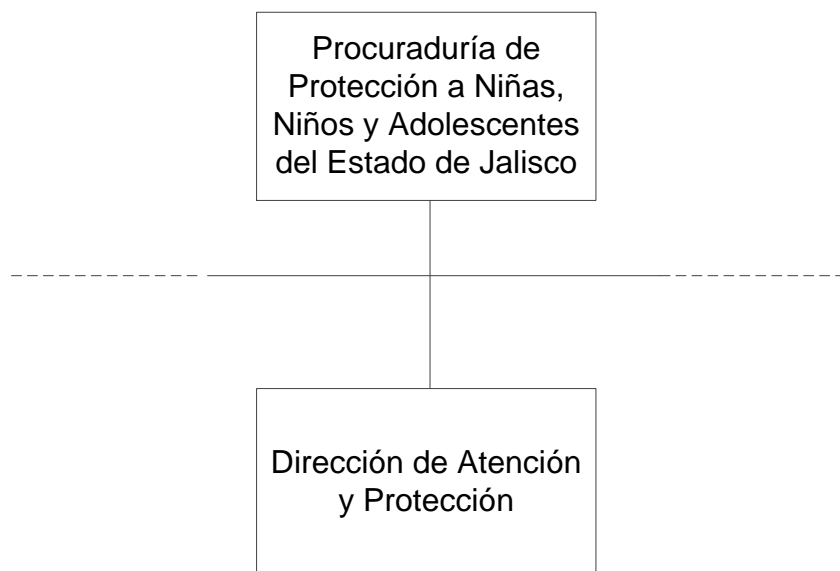 Procuraduría de
Protección a Niñas,
Niños y Adolescentes
del Estado de Jalisco
Dirección de Atención
y Protección